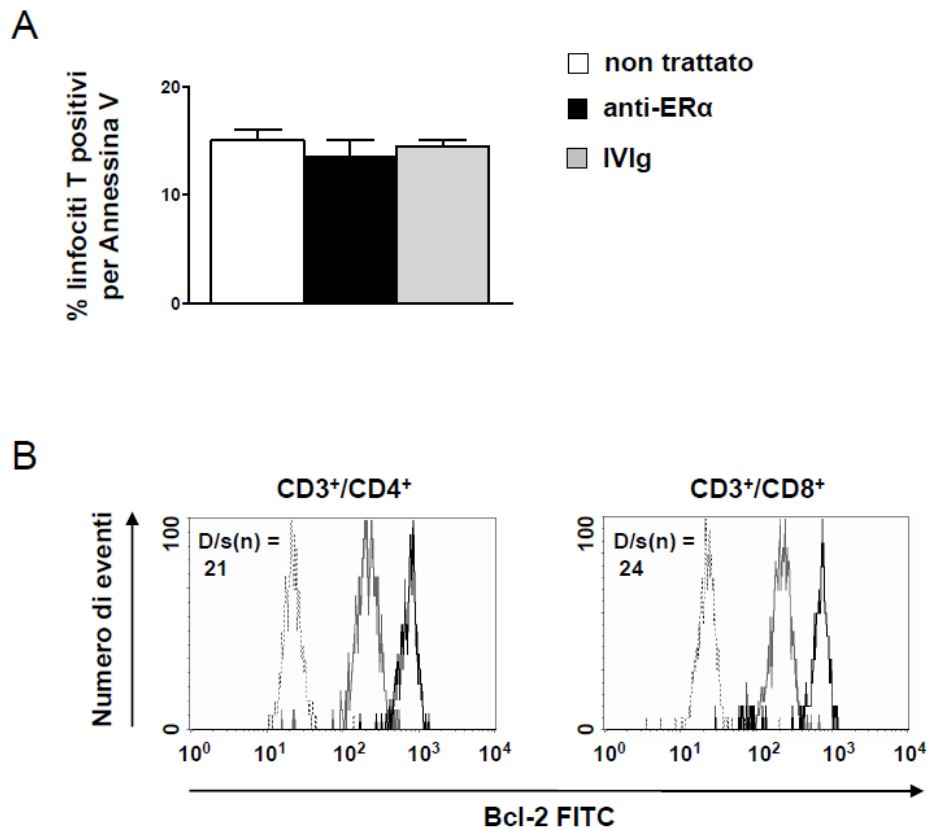 A
% linfociti T positivi
per Annessina V
20
10
0
non trattato
anti-ERα
IVIg
B
CD3⁺/CD4⁺
CD3⁺/CD8⁺
Numero di eventi
100
0
D/s(n) =
21
10⁰ 10¹ 10² 10³ 10⁴
100
0
D/s(n) =
24
10⁰ 10¹ 10² 10³ 10⁴
Bcl-2 FITC